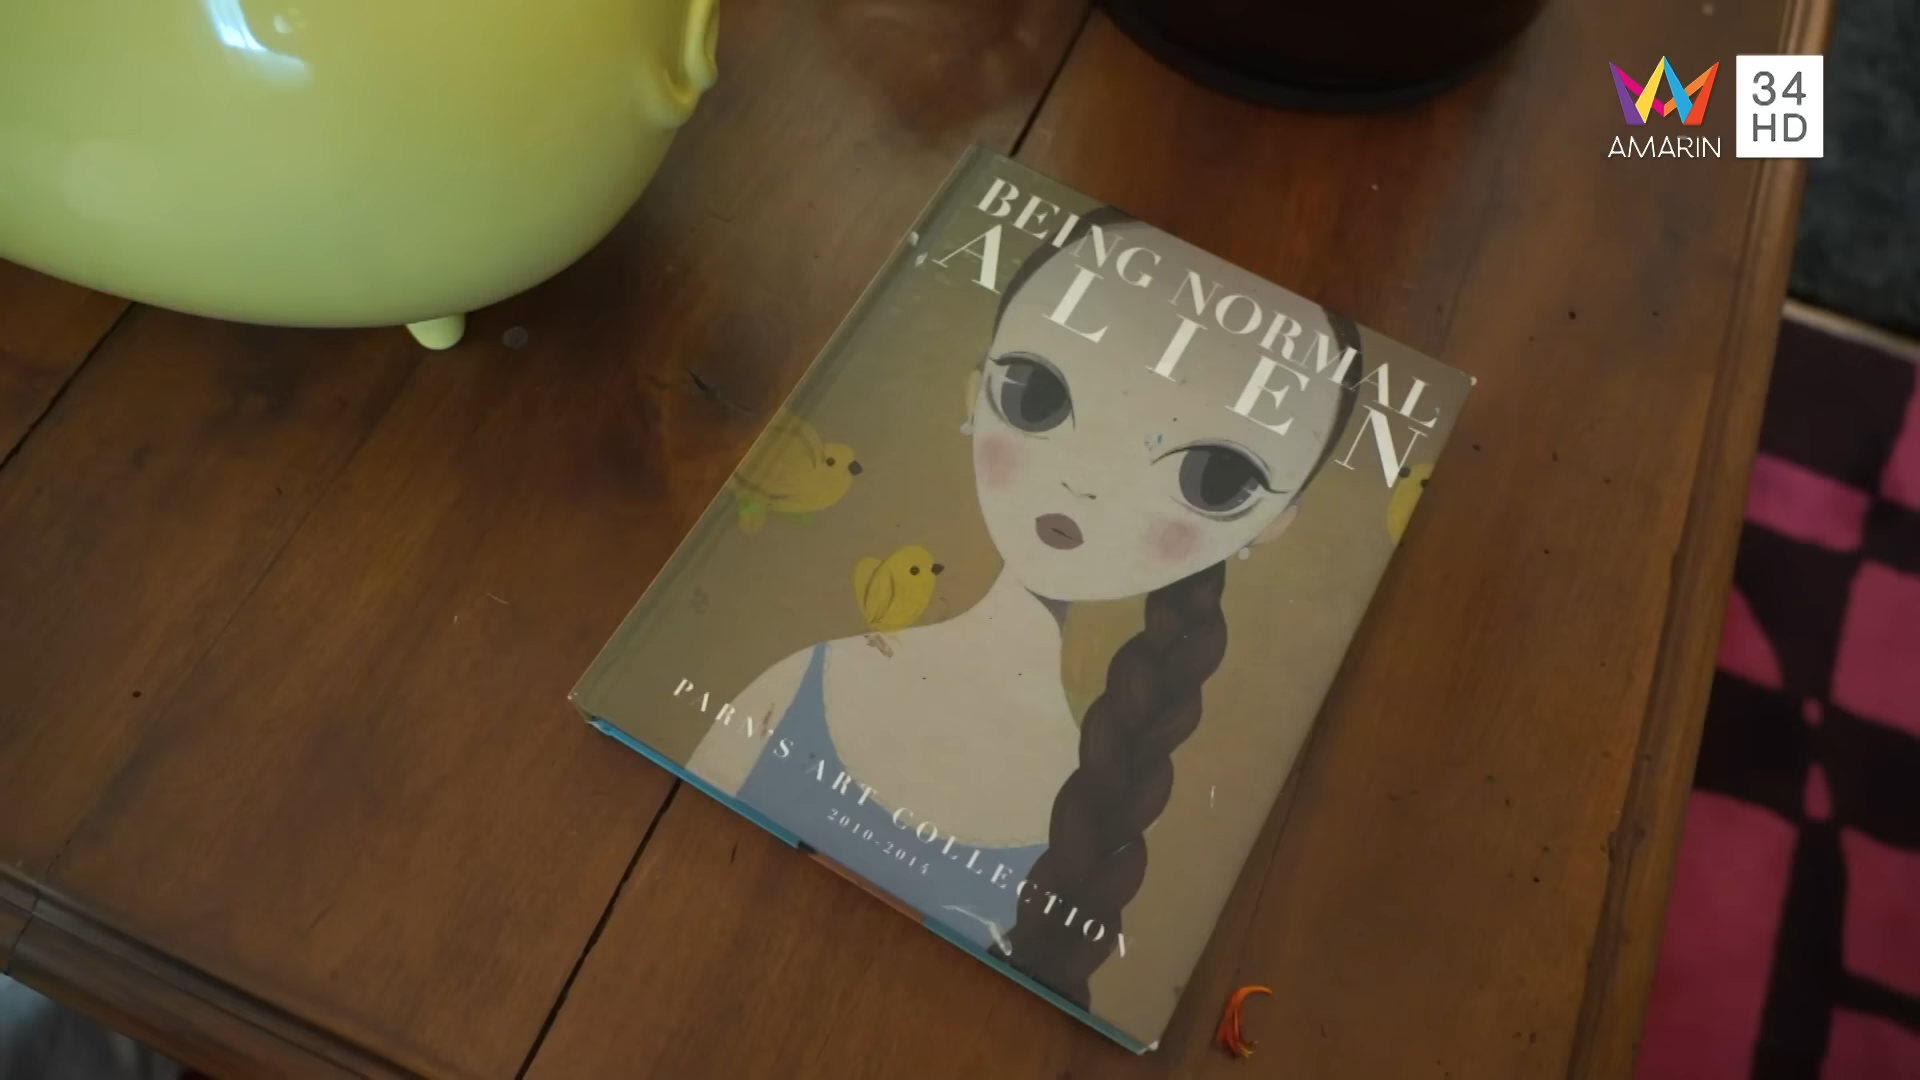 AMARIN
34
HD
BEING NORMAL
ALIEN
PARN'S ART COLLECTION
2010-2014